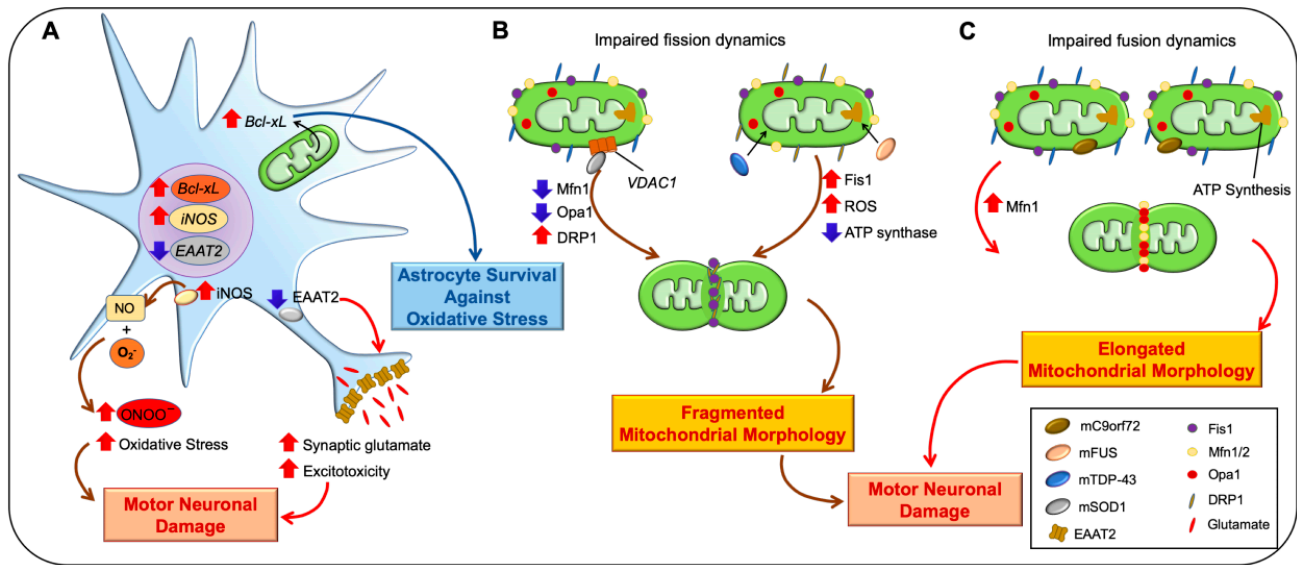 A
Bcl-xL
Bcl-xL
iNOS
EAAT2
iNOS
EAAT2
NO
+
O2-
ONOO−
Oxidative Stress
Astrocyte Survival
Against
Oxidative Stress
Synaptic glutamate
Excitotoxicity
Motor Neuronal
Damage
B
Impaired fission dynamics
VDAC1
Mfn1
Opa1
DRP1
Fis1
ROS
ATP synthase
Fragmented
Mitochondrial Morphology
Motor Neuronal
Damage
C
Impaired fusion dynamics
ATP Synthesis
Mfn1
Elongated
Mitochondrial Morphology
mC9orf72
mFUS
mTDP-43
mSOD1
EAAT2
Fis1
Mfn1/2
Opa1
DRP1
Glutamate